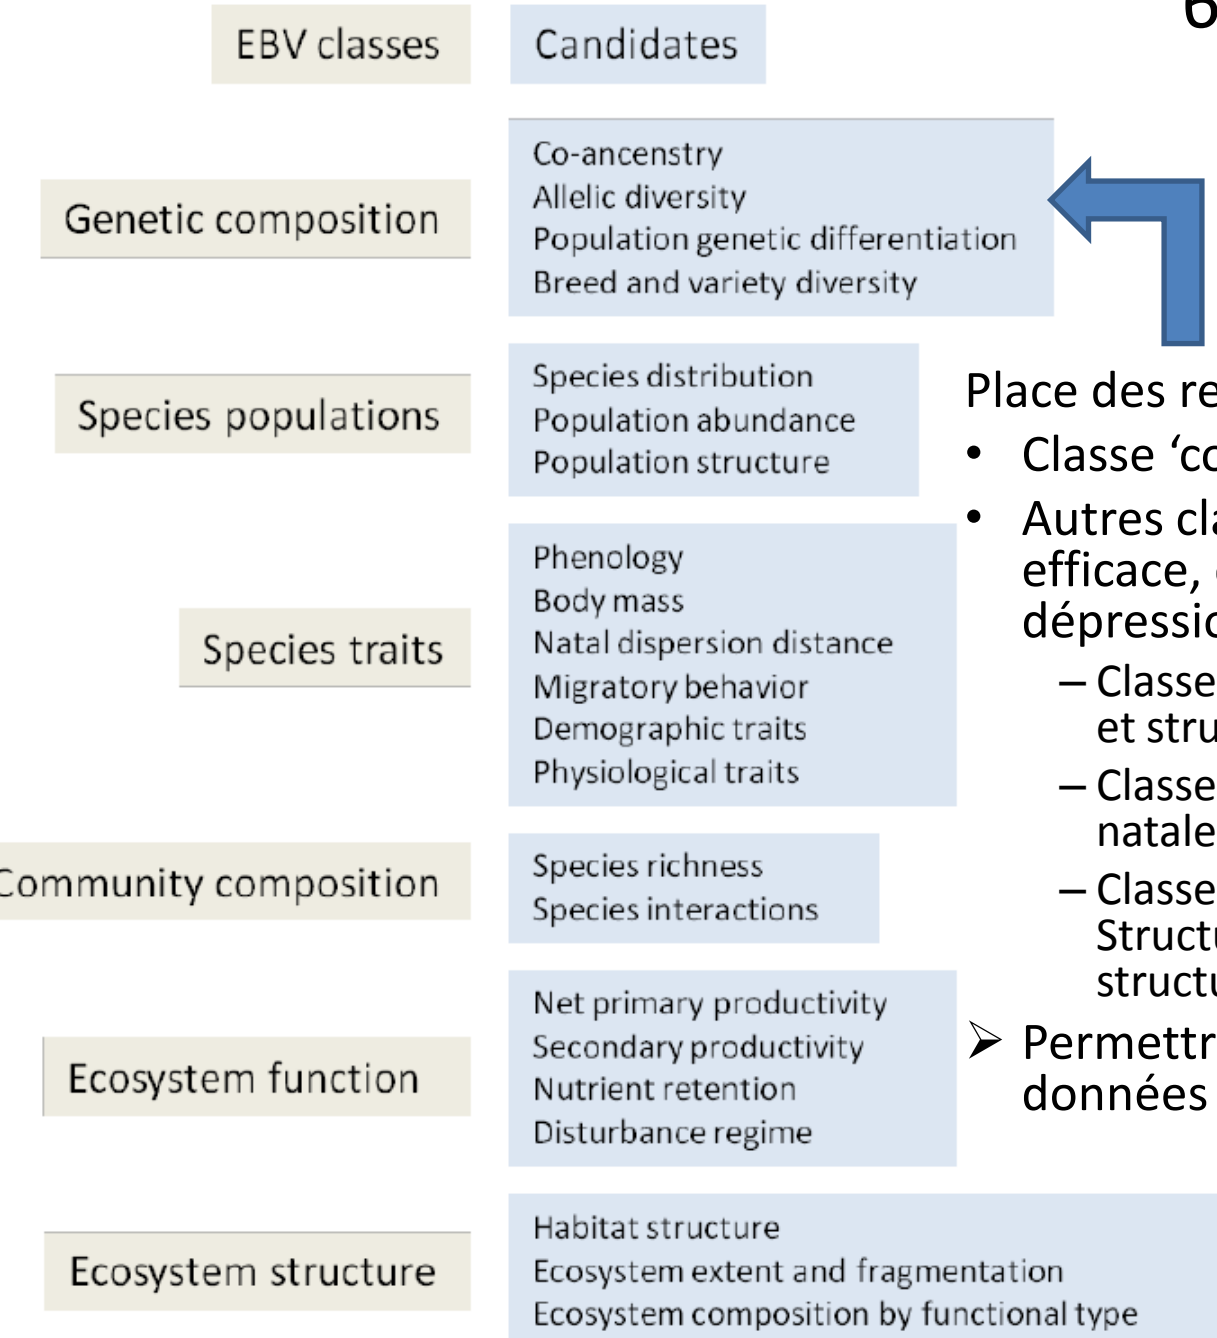 6
EBV classes
Candidates
Genetic composition
Co-ancenstry
Allelic diversity
Population genetic differentiation
Breed and variety diversity
Species populations
Species distribution
Population abundance
Population structure
Species traits
Phenology
Body mass
Natal dispersion distance
Migratory behavior
Demographic traits
Physiological traits
Community composition
Species richness
Species interactions
Ecosystem function
Net primary productivity
Secondary productivity
Nutrient retention
Disturbance regime
Ecosystem structure
Habitat structure
Ecosystem extent and fragmentation
Ecosystem composition by functional type
Place des re
• Classe ‘co
• Autres cla
efficace,
dépressio
– Classe
et stru
– Classe
natale
– Classe
Structu
structu
➢ Permettr
données